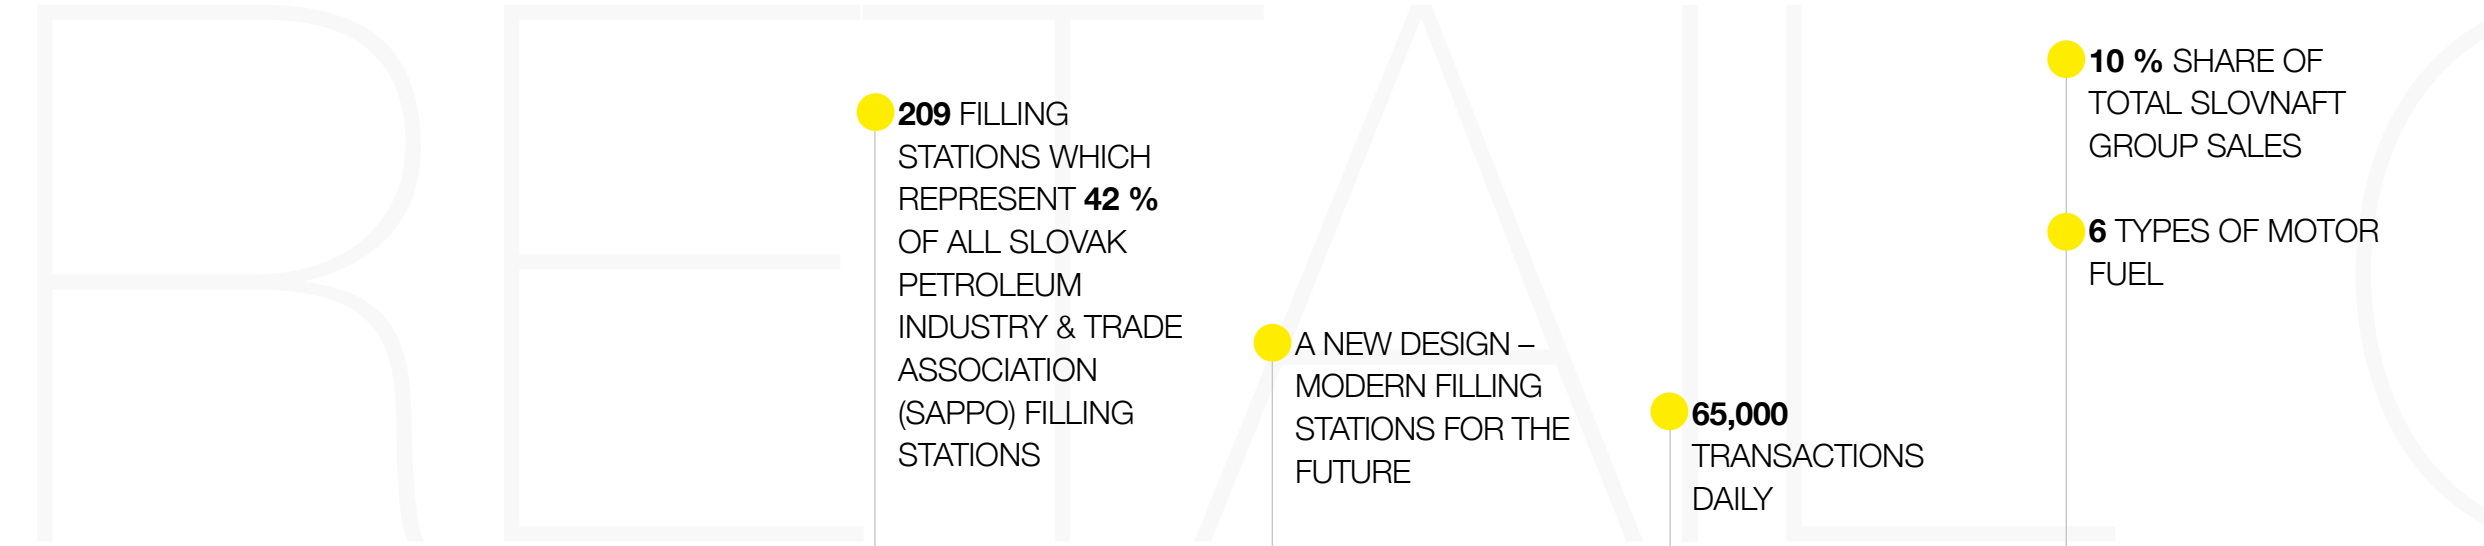 RETAIL
209 FILLING
STATIONS WHICH
REPRESENT 42 %
OF ALL SLOVAK
PETROLEUM
INDUSTRY & TRADE
ASSOCIATION
(SAPPO) FILLING
STATIONS
A NEW DESIGN –
MODERN FILLING
STATIONS FOR THE
FUTURE
65,000
TRANSACTIONS
DAILY
10 % SHARE OF
TOTAL SLOVNAFT
GROUP SALES
6 TYPES OF MOTOR
FUEL